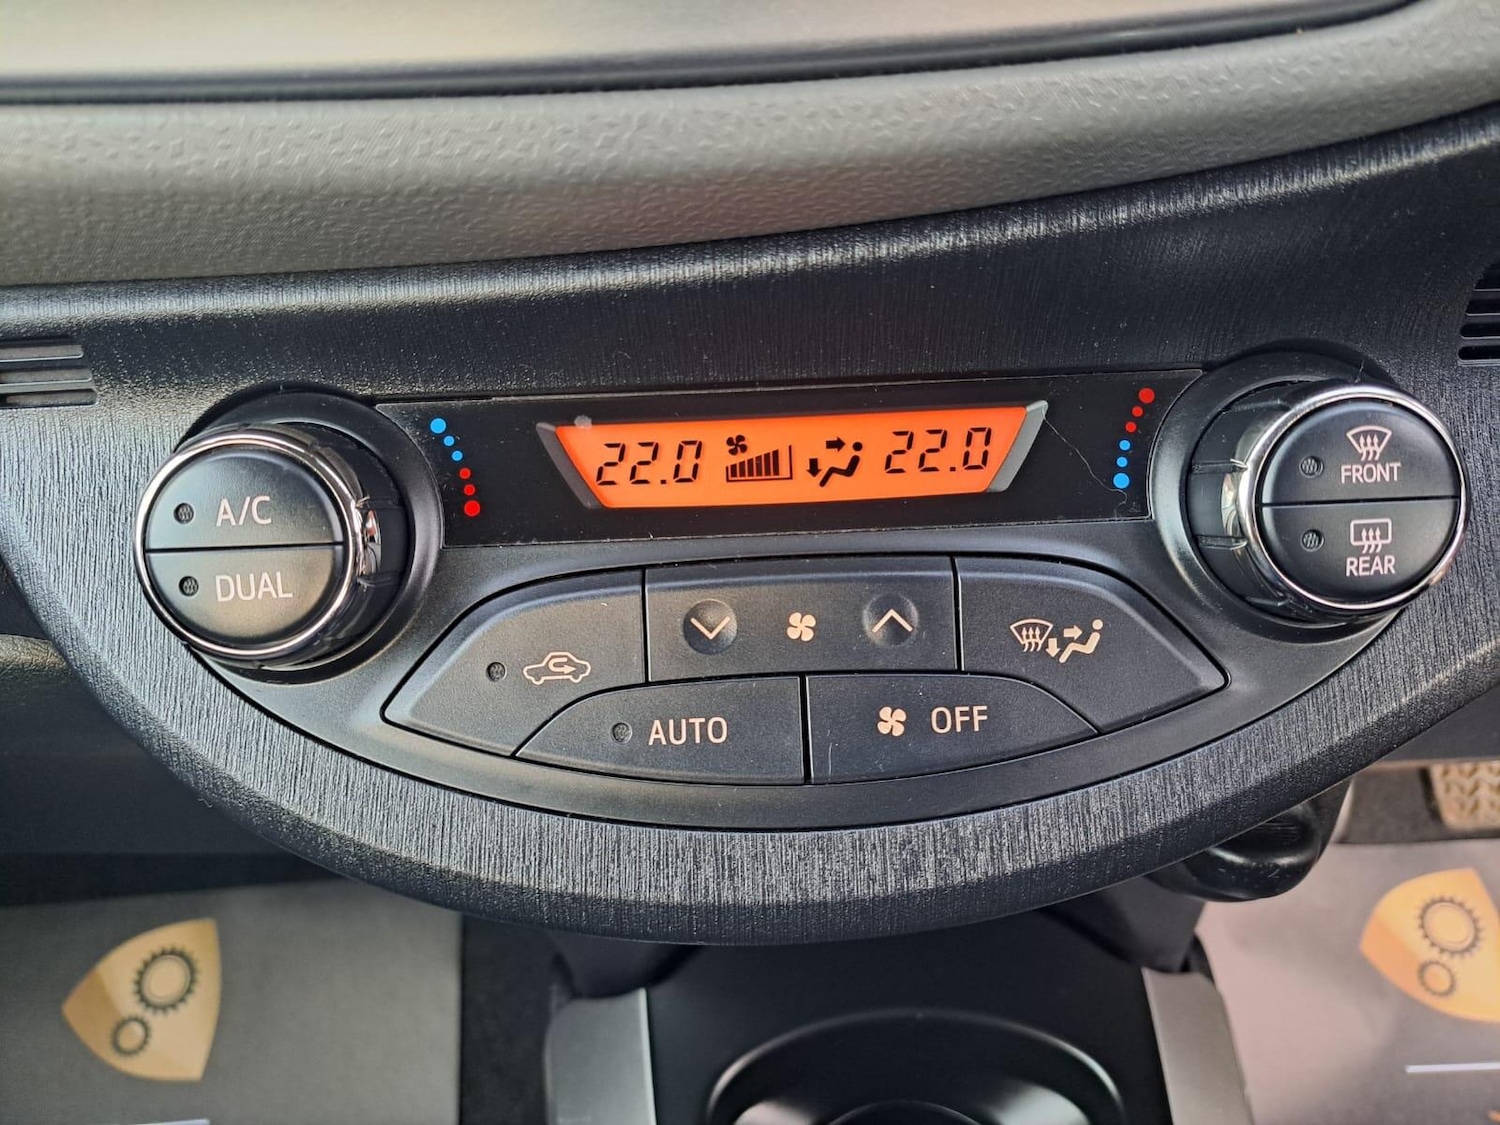 22.0 22.0
A/C
DUAL
FRONT
REAR
AUTO
OFF